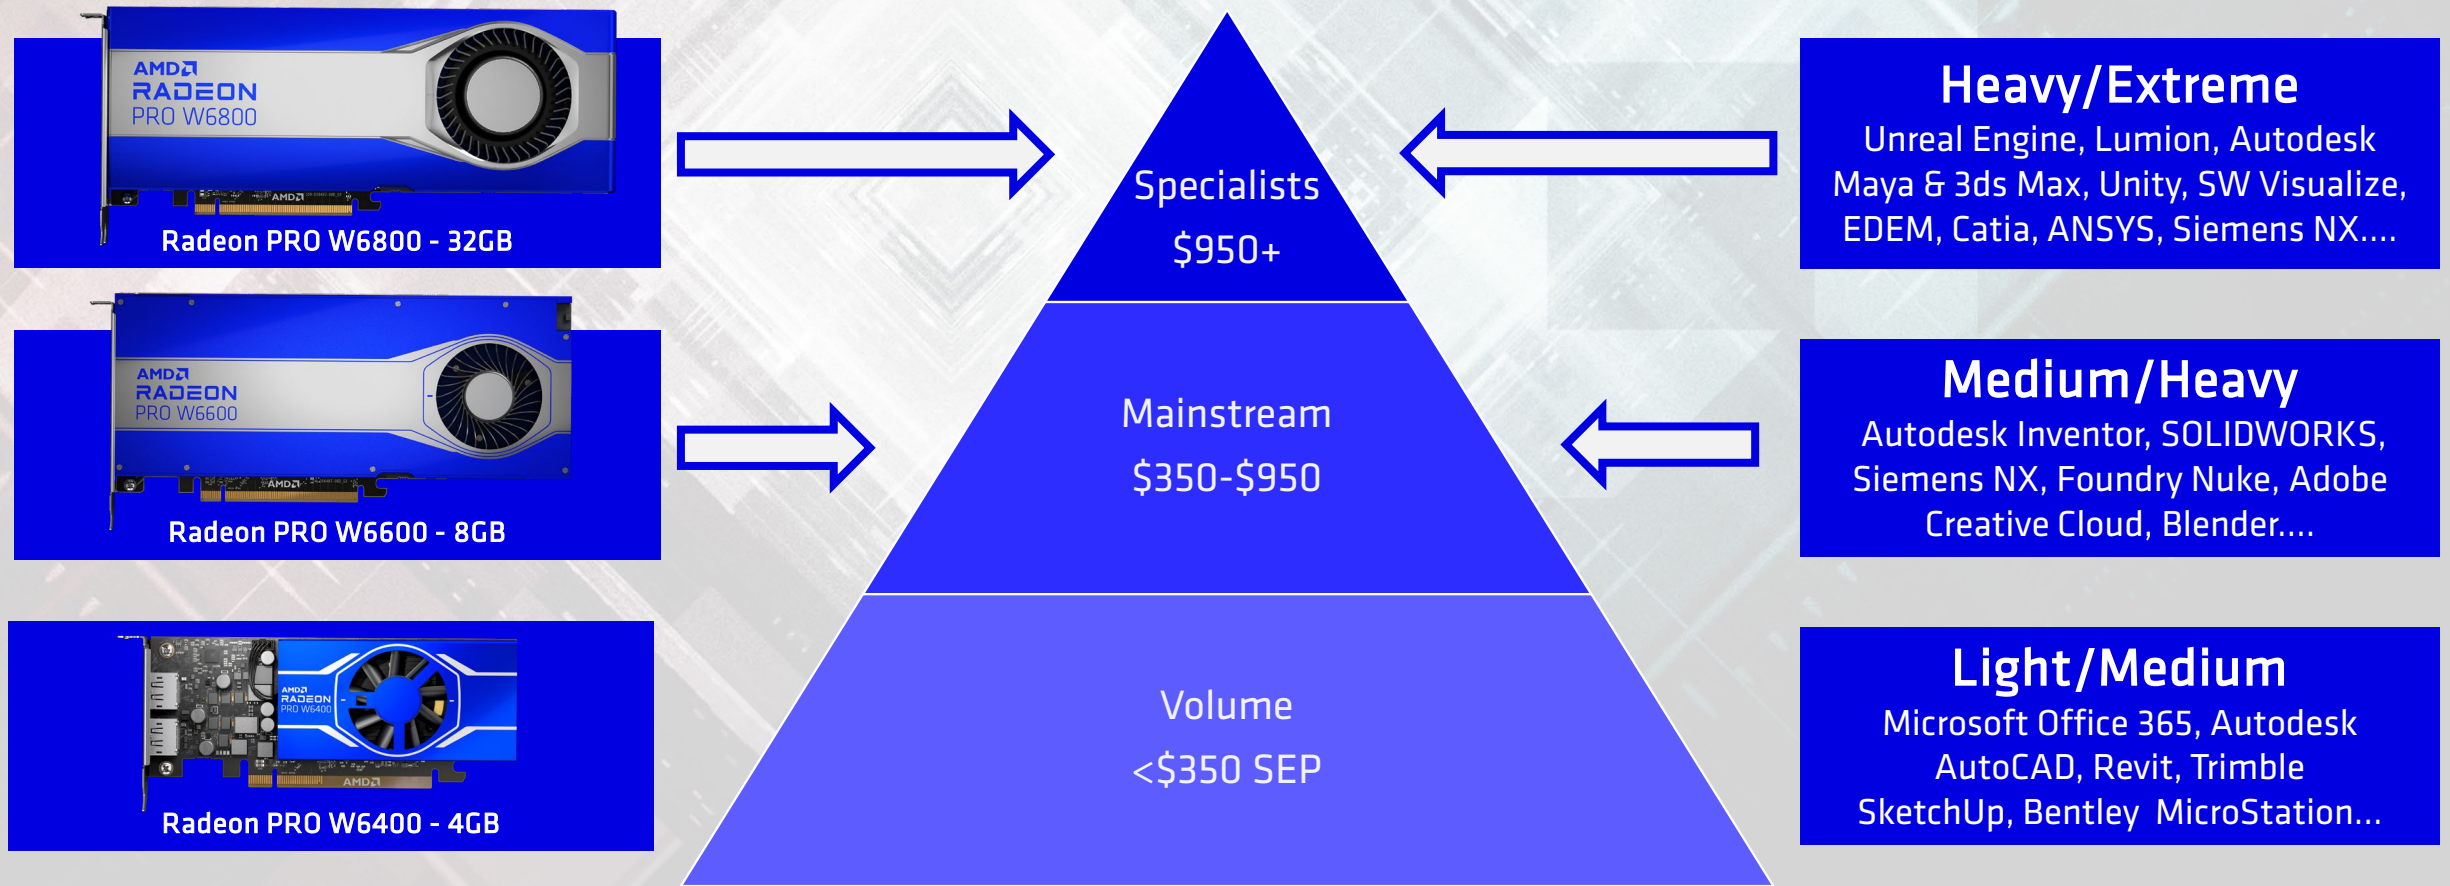 AMD
RADEON
PRO W6800
AMD
Radeon PRO W6800 - 32GB
AMD
RADEON
PRO W6600
AMD
Radeon PRO W6600 - 8GB
AMD
RADEON
PRO W6400
AMD
Radeon PRO W6400 - 4GB
Specialists
$950+
Mainstream
$350-$950
Volume
<$350 SEP
Heavy/Extreme
Unreal Engine, Lumion, Autodesk
Maya & 3ds Max, Unity, SW Visualize,
EDEM, Catia, ANSYS, Siemens NX....
Medium/Heavy
Autodesk Inventor, SOLIDWORKS,
Siemens NX, Foundry Nuke, Adobe
Creative Cloud, Blender....
Light/Medium
Microsoft Office 365, Autodesk
AutoCAD, Revit, Trimble
SketchUp, Bentley  MicroStation...